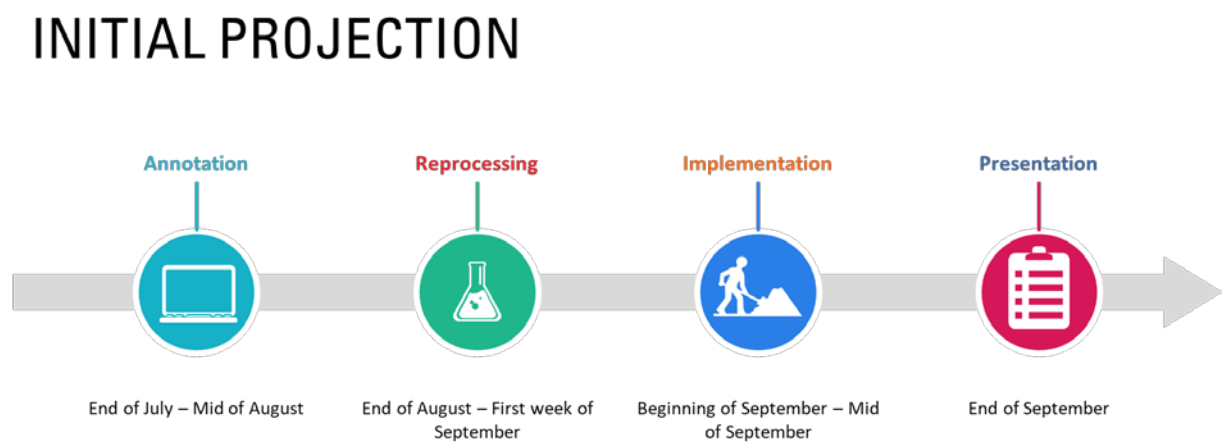 INITIAL PROJECTION
Annotation
Reprocessing
Implementation
Presentation
End of July – Mid of August
End of August – First week of
September
Beginning of September – Mid
of September
End of September